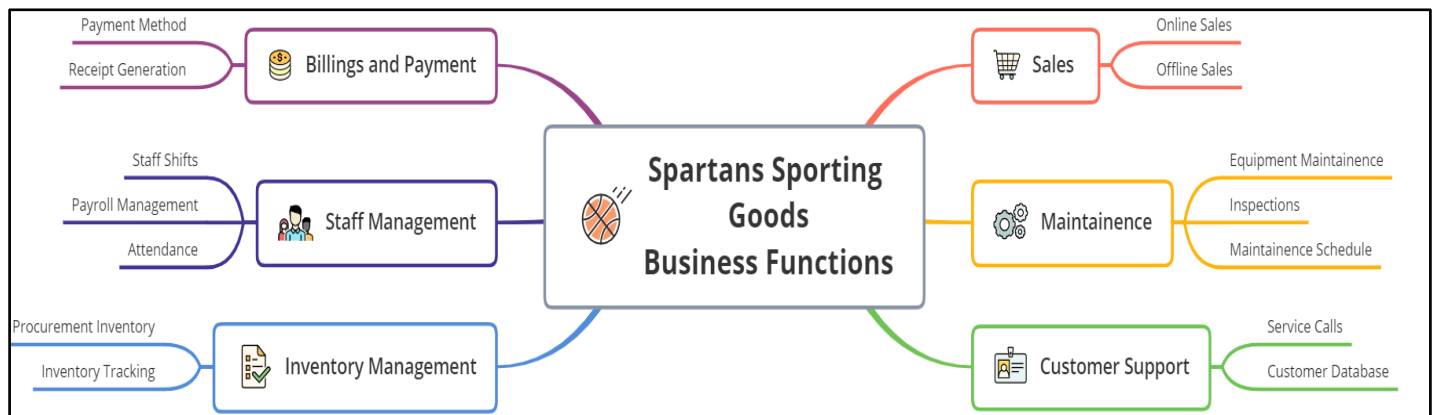 Spartans Sporting
Goods
Business Functions
Billings and Payment
Payment Method
Receipt Generation
Staff Management
Staff Shifts
Payroll Management
Attendance
Inventory Management
Procurement Inventory
Inventory Tracking
Sales
Online Sales
Offline Sales
Maintainence
Equipment Maintainence
Inspections
Maintainence Schedule
Customer Support
Service Calls
Customer Database